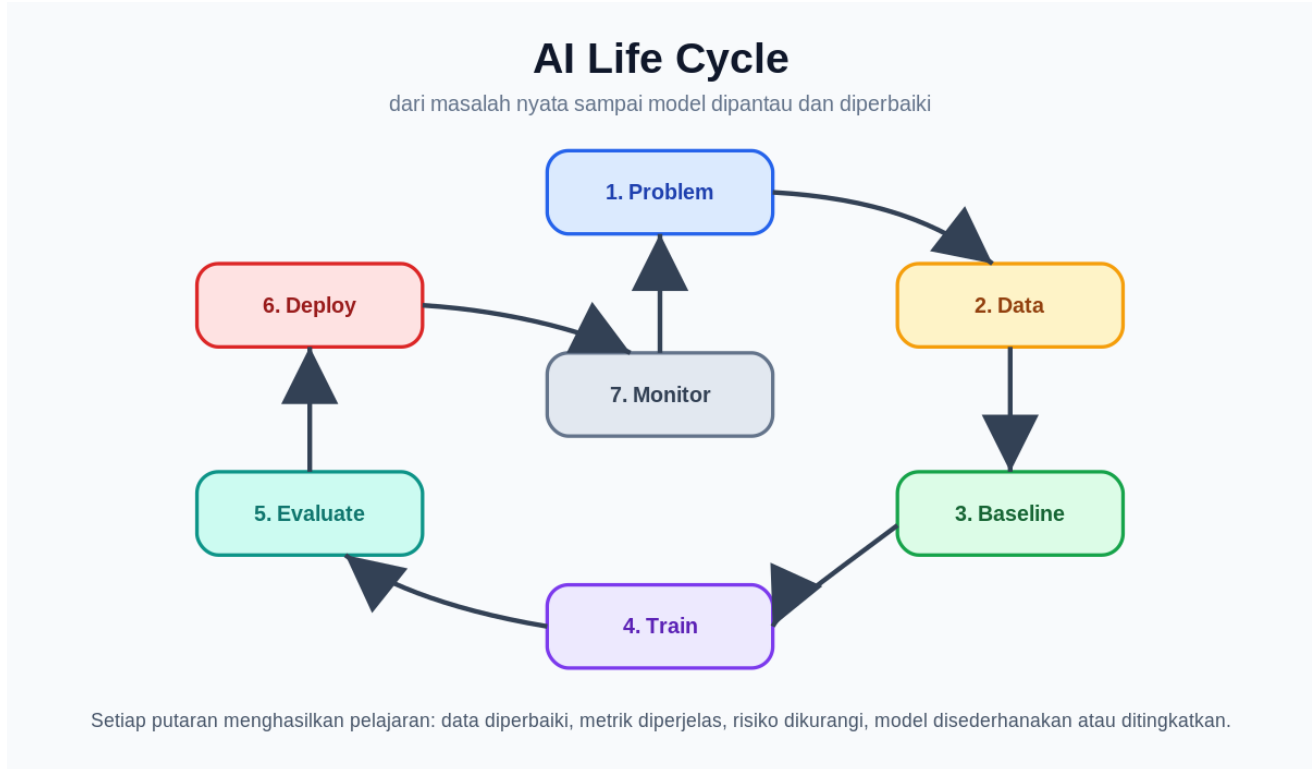 AI Life Cycle
dari masalah nyata sampai model dipantau dan diperbaiki
1. Problem
2. Data
3. Baseline
4. Train
5. Evaluate
6. Deploy
7. Monitor
Setiap putaran menghasilkan pelajaran: data diperbaiki, metrik diperjelas, risiko dikurangi, model disederhanakan atau ditingkatkan.